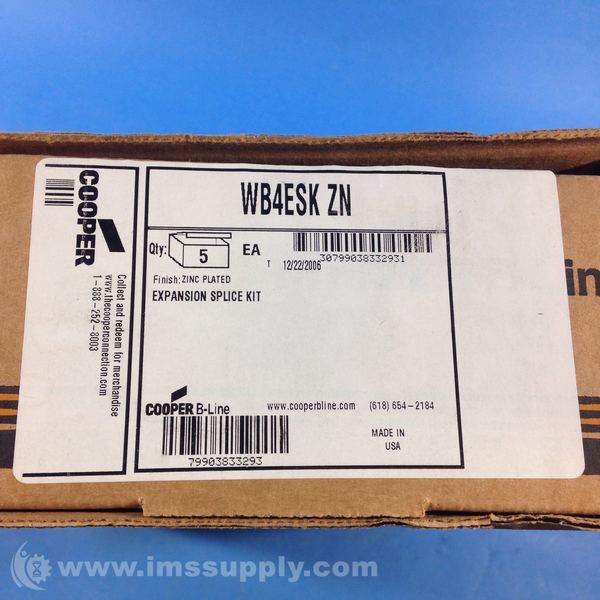 WB4ESK ZN
Qty: 5 EA
30799038332931
T 12/22/2006
Finish: ZINC PLATED
EXPANSION SPLICE KIT
COOPER B-Line www.cooperbline.com (618) 654-2184
79903833293
MADE IN
USA
COOPER
Collect and redeem for merchandise
www.thecooperconnection.com
1-888-252-8003
in
www.imssupply.com